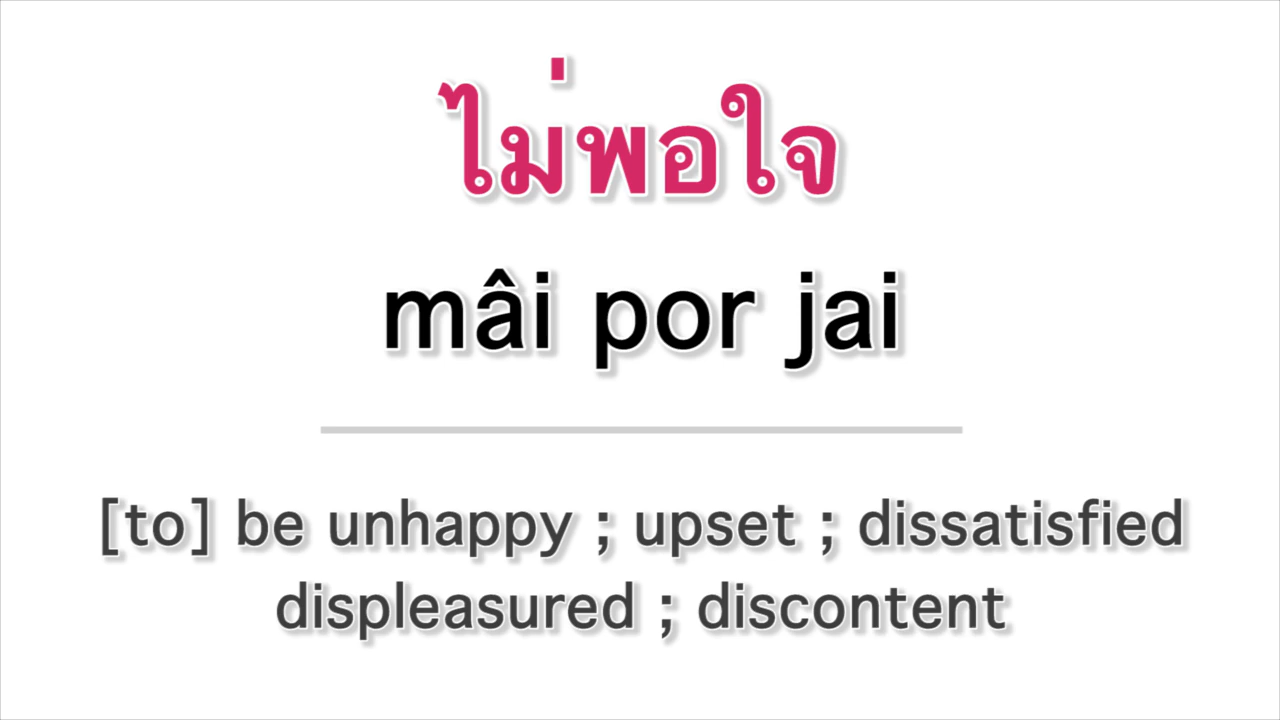 ไม่พอใจ
mâi por jai
[to] be unhappy ; upset ; dissatisfied
displeasured ; discontent